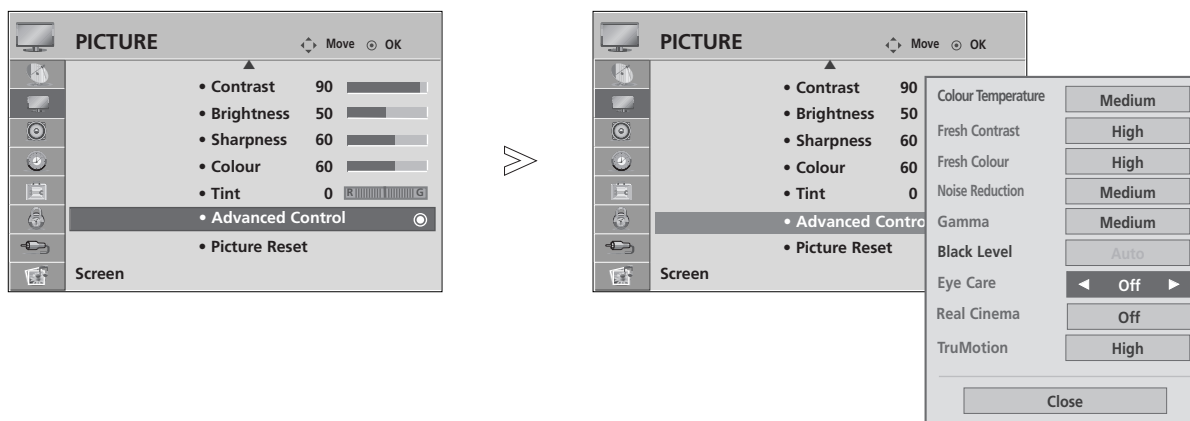 PICTURE Move OK
• Contrast 90
• Brightness 50
• Sharpness 60
• Colour 60
• Tint 0 R G
• Advanced Control
• Picture Reset
Screen
PICTURE Move OK
• Contrast 90
• Brightness 50
• Sharpness 60
• Colour 60
• Tint 0
• Advanced Contro
• Picture Reset
Screen
Colour Temperature Medium
Fresh Contrast High
Fresh Colour High
Noise Reduction Medium
Gamma Medium
Black Level Auto
Eye Care Off
Real Cinema Off
TruMotion High
Close